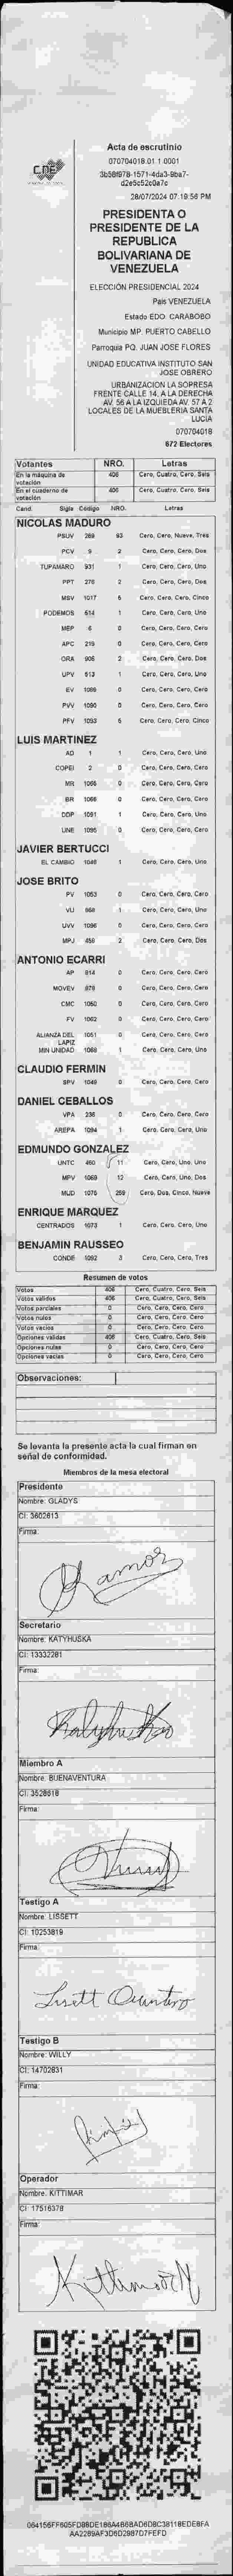 CNE
Acta de escrutinio
070704018.01.1.0001
28/07/2024 07:19:56 PM
PRESIDENTA O
PRESIDENTE DE LA
REPUBLICA
BOLIVARIANA DE
VENEZUELA
ELECCIÓN PRESIDENCIAL 2024
País VENEZUELA
Estado EDO. CARABOBO
Municipio MP. PUERTO CABELLO
Parroquia PQ. JUAN JOSE FLORES
UNIDAD EDUCATIVA INSTITUTO SAN
JOSE OBRERO
URBANIZACION LA SOPRESA
FRENTE CALLE 14, A LA DERECHA
AV. 56 A LA IZQUIEDA AV. 57 A 2
LOCALES DE LA MUEBLERIA SANTA
LUCIA
070704018
672 Electores
Votantes NRO. Letras
En la máquina de votación 406 Cero, Cuatro, Cero, Seis
En el cuaderno de votación 406 Cero, Cuatro, Cero, Seis
Cand. Sigla Código NRO. Letras
NICOLAS MADURO
PSUV 269 93 Cero, Cero, Nueve, Tres
PCV 9 2 Cero, Cero, Cero, Dos
TUPAMARO 931 1 Cero, Cero, Cero, Uno
PPT 276 2 Cero, Cero, Cero, Dos
MSV 1017 5 Cero, Cero, Cero, Cinco
PODEMOS 514 1 Cero, Cero, Cero, Uno
MEP 6 0 Cero, Cero, Cero, Cero
APC 219 0 Cero, Cero, Cero, Cero
ORA 906 2 Cero, Cero, Cero, Dos
UPV 513 1 Cero, Cero, Cero, Uno
EV 1086 0 Cero, Cero, Cero, Cero
PVV 1090 0 Cero, Cero, Cero, Cero
PFV 1093 5 Cero, Cero, Cero, Cinco
LUIS MARTINEZ
AD 1 1 Cero, Cero, Cero, Uno
COPEI 2 0 Cero, Cero, Cero, Cero
MR 1065 0 Cero, Cero, Cero, Cero
BR 1066 0 Cero, Cero, Cero, Cero
DDP 1091 1 Cero, Cero, Cero, Uno
UNE 1095 0 Cero, Cero, Cero, Cero
JAVIER BERTUCCI
EL CAMBIO 1048 1 Cero, Cero, Cero, Uno
JOSE BRITO
PV 1053 0 Cero, Cero, Cero, Cero
VU 868 1 Cero, Cero, Cero, Uno
UVV 1096 0 Cero, Cero, Cero, Cero
MPJ 459 2 Cero, Cero, Cero, Dos
ANTONIO ECARRI
AP 814 0 Cero, Cero, Cero, Cero
MOVEV 879 0 Cero, Cero, Cero, Cero
CMC 1050 0 Cero, Cero, Cero, Cero
FV 1002 0 Cero, Cero, Cero, Cero
ALIANZA DEL LAPIZ 1051 0 Cero, Cero, Cero, Cero
MIN UNIDAD 1068 1 Cero, Cero, Cero, Uno
CLAUDIO FERMIN
SPV 1049 0 Cero, Cero, Cero, Cero
DANIEL CEBALLOS
VPA 236 0 Cero, Cero, Cero, Cero
AREPA 1094 1 Cero, Cero, Cero, Uno
EDMUNDO GONZALEZ
UNTC 460 11 Cero, Cero, Uno, Uno
MPV 1069 12 Cero, Cero, Uno, Dos
MUD 1075 259 Cero, Dos, Cinco, Nueve
ENRIQUE MARQUEZ
CENTRADOS 1073 1 Cero, Cero, Cero, Uno
BENJAMIN RAUSSEO
CONDE 1092 3 Cero, Cero, Cero, Tres
Resumen de votos
Votos 406 Cero, Cuatro, Cero, Seis
Votos válidos 406 Cero, Cuatro, Cero, Seis
Votos parciales 0 Cero, Cero, Cero, Cero
Votos nulos 0 Cero, Cero, Cero, Cero
Votos vacios 0 Cero, Cero, Cero, Cero
Opciones válidas 406 Cero, Cuatro, Cero, Seis
Opciones nulas 0 Cero, Cero, Cero, Cero
Opciones vacias 0 Cero, Cero, Cero, Cero
Observaciones:
Se levanta la presente acta la cual firman en
señal de conformidad.
Miembros de la mesa electoral
Presidente
Nombre: GLADYS
CI: 3602613
Firma:
Secretario
Nombre: KATYHUSKA
CI: 13332281
Firma:
Miembro A
Nombre: BUENAVENTURA
CI: 3528618
Firma:
Testigo A
Nombre: LISSETT
CI: 10253819
Firma:
Lisett Quintero
Testigo B
Nombre: WILLY
CI: 14702831
Firma:
Operador
Nombre: KITTIMAR
CI: 17516378
Firma: